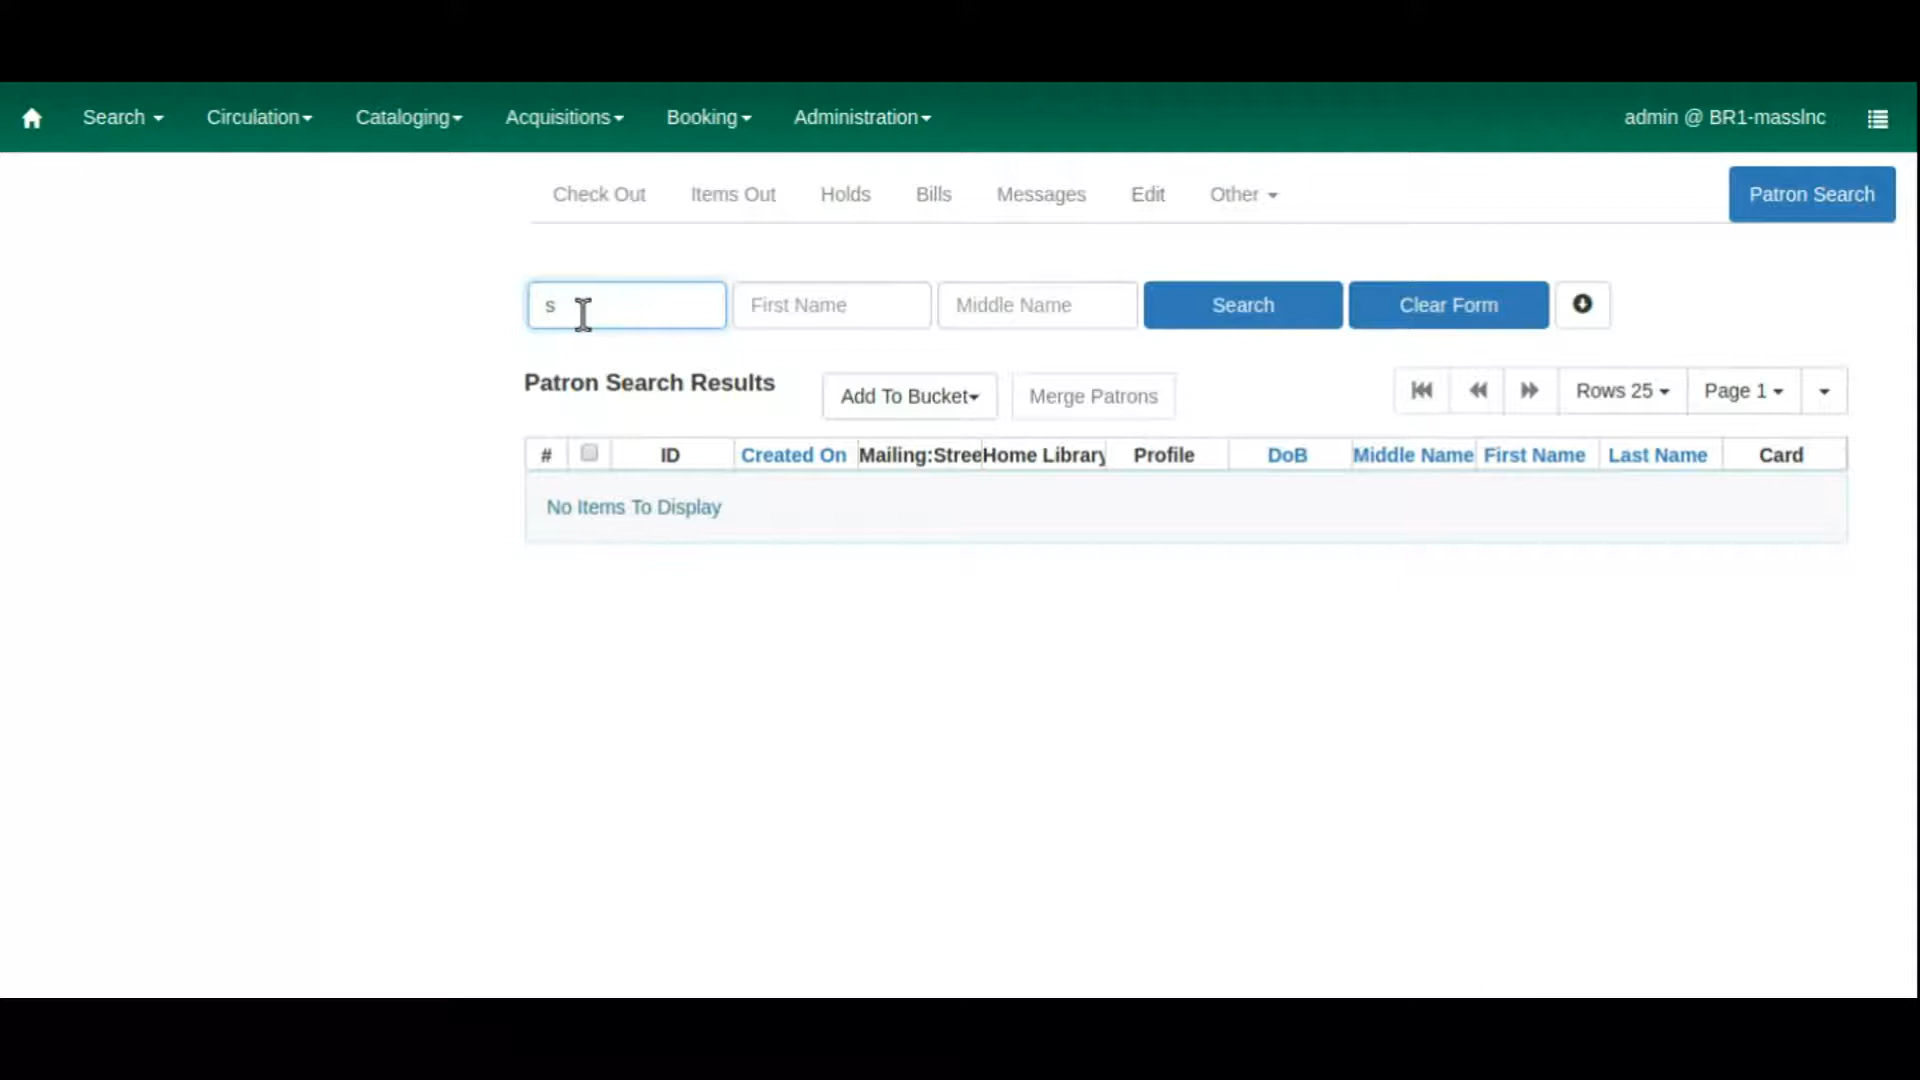 Search Circulation Cataloging Acquisitions Booking Administration admin @ BR1-massInc
Check Out Items Out Holds Bills Messages Edit Other Patron Search
s First Name Middle Name Search Clear Form
Patron Search Results Add To Bucket Merge Patrons Rows 25 Page 1
# ID Created On Mailing:Stree Home Library Profile DoB Middle Name First Name Last Name Card
No Items To Display